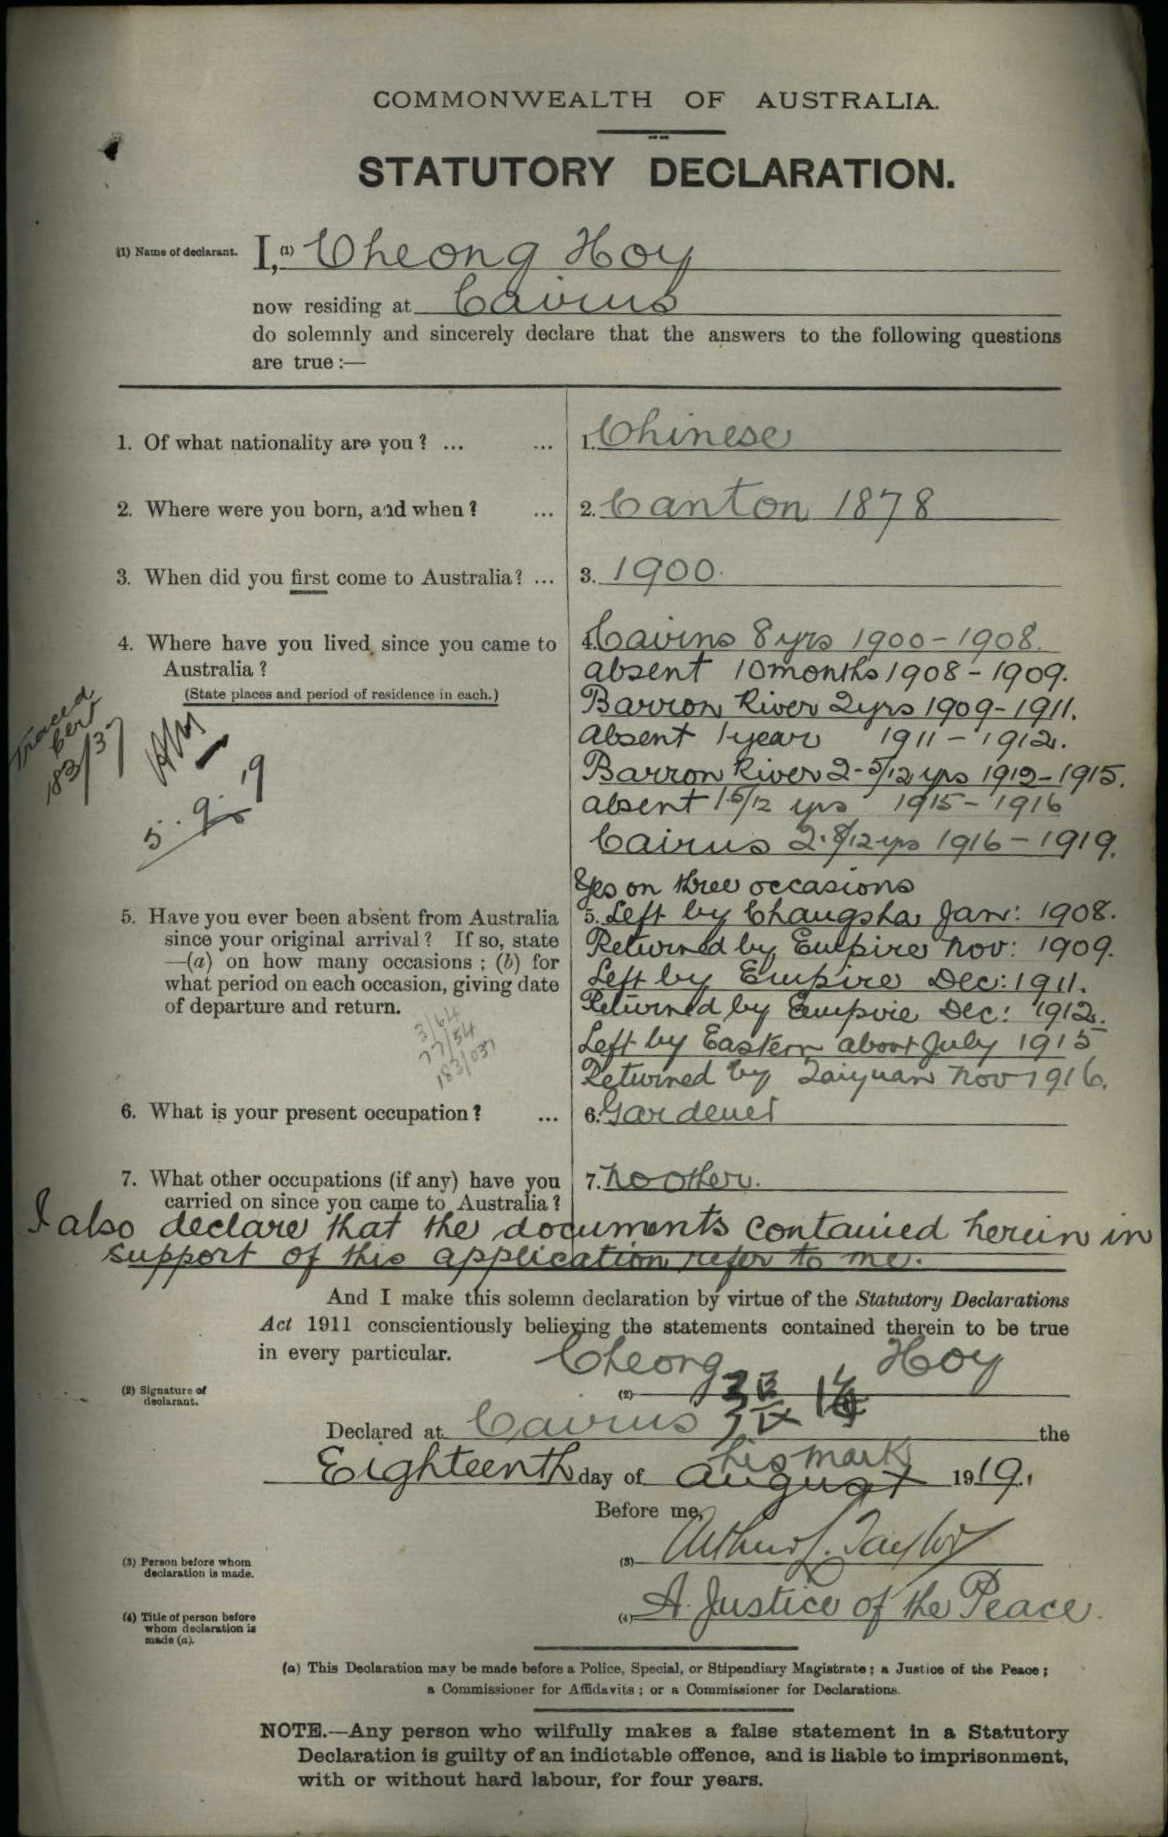 COMMONWEALTH OF AUSTRALIA.
STATUTORY DECLARATION.
(1) Name of declarant. I, (1) Cheong Hoy
now residing at Cairns
do solemnly and sincerely declare that the answers to the following questions
are true:—
1. Of what nationality are you? ... ... 1. Chinese
2. Where were you born, and when? ... 2. Canton 1878
3. When did you first come to Australia? ... 3. 1900.
4. Where have you lived since you came to
Australia?
(State places and period of residence in each.)
4. Cairns 8 yrs 1900-1908.
absent 10 months 1908-1909.
Barron River 2 yrs 1909-1911.
absent 1 year 1911-1912.
Barron River 2-5/12 yrs 1912-1915.
absent 1 5/12 yrs 1915-1916
Cairns 2.8/12 yrs 1916-1919.
Traced
Cert
183/37
5.9.19
5. Have you ever been absent from Australia
since your original arrival? If so, state
—(a) on how many occasions; (b) for
what period on each occasion, giving date
of departure and return.
Yes on three occasions
5. Left by Changsha Jan: 1908.
Returned by Empire Nov: 1909.
Left by Empire Dec: 1911.
Returned by Empire Dec: 1912.
Left by Eastern about July 1915
Returned by Taiyuan Nov 1916.
3/64
77/54
183/037
6. What is your present occupation? ... 6. Gardener
7. What other occupations (if any) have you
carried on since you came to Australia?
7. No other.
I also declare that the documents contained herein in
support of this application refer to me.
And I make this solemn declaration by virtue of the Statutory Declarations
Act 1911 conscientiously believing the statements contained therein to be true
in every particular.
Cheong Hoy
(2) Signature of
declarant.
(2)
Declared at Cairns the
his mark
Eighteenth day of August 1919.
Before me,
(3) Person before whom
declaration is made.
(3) Arthur L. Taylor
(4) Title of person before
whom declaration is
made (a).
(4) A. Justice of the Peace.
(a) This Declaration may be made before a Police, Special, or Stipendiary Magistrate; a Justice of the Peace;
a Commissioner for Affidavits; or a Commissioner for Declarations.
NOTE.—Any person who wilfully makes a false statement in a Statutory
Declaration is guilty of an indictable offence, and is liable to imprisonment,
with or without hard labour, for four years.